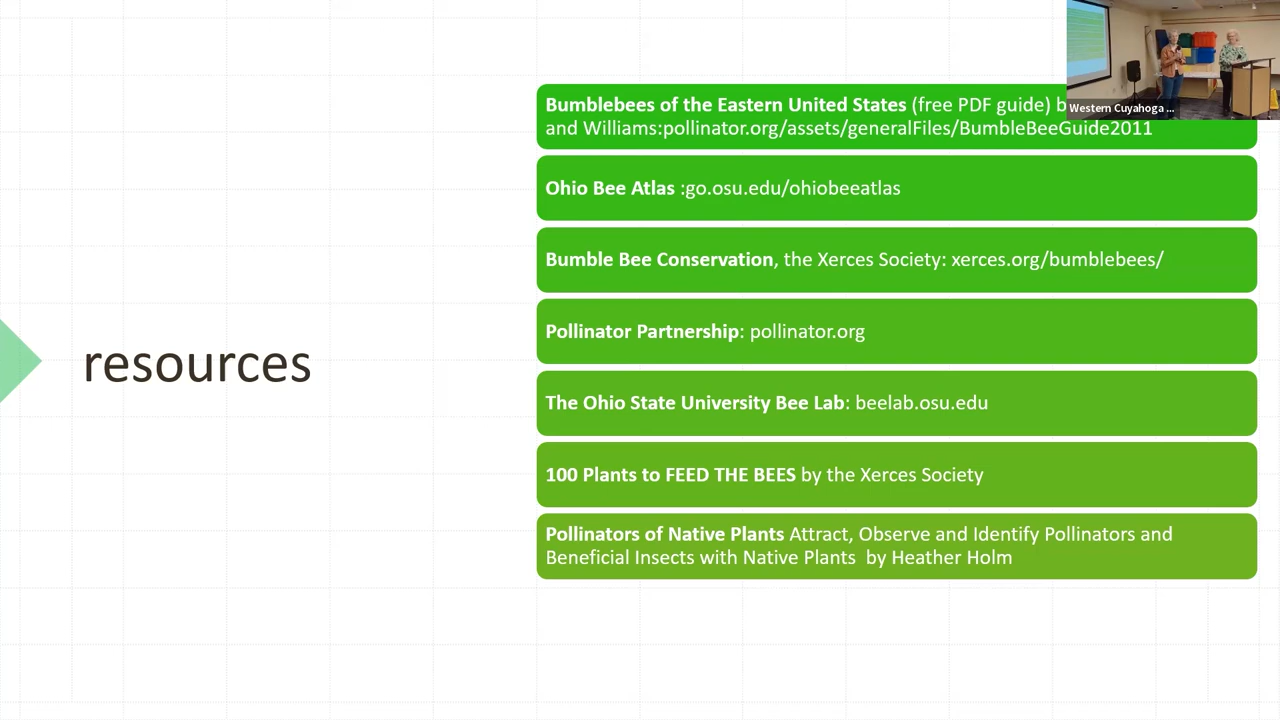 Bumblebees of the Eastern United States (free PDF guide)
and Williams:pollinator.org/assets/generalFiles/BumbleBeeGuide2011
Western Cuyahoga ...
Ohio Bee Atlas :go.osu.edu/ohiobeeatlas
Bumble Bee Conservation, the Xerces Society: xerces.org/bumblebees/
Pollinator Partnership: pollinator.org
resources
The Ohio State University Bee Lab: beelab.osu.edu
100 Plants to FEED THE BEES by the Xerces Society
Pollinators of Native Plants Attract, Observe and Identify Pollinators and
Beneficial Insects with Native Plants by Heather Holm